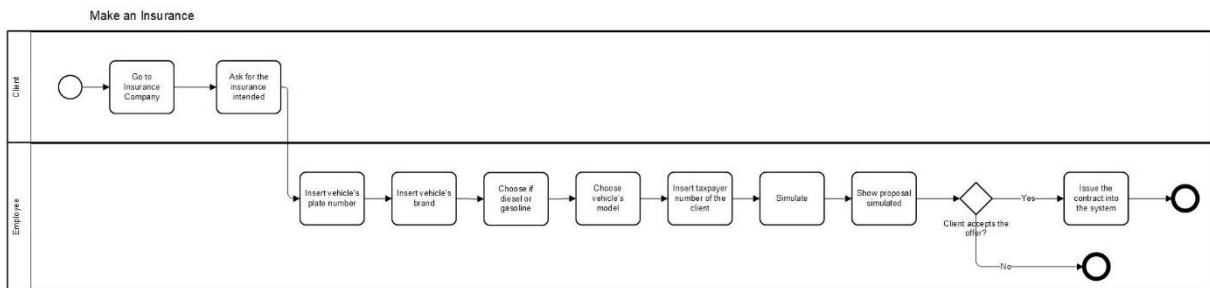 Make an Insurance
Client
Go to
Insurance
Company
Ask for the
insurance
intended
Employee
Insert vehicle's
plate number
Insert vehicle's
brand
Choose if
diesel or
gasoline
Choose
vehicle's
model
Insert taxpayer
number of the
client
Simulate
Show proposal
simulated
Client accepts the
offer?
Yes
Issue the
contract into
the system
No